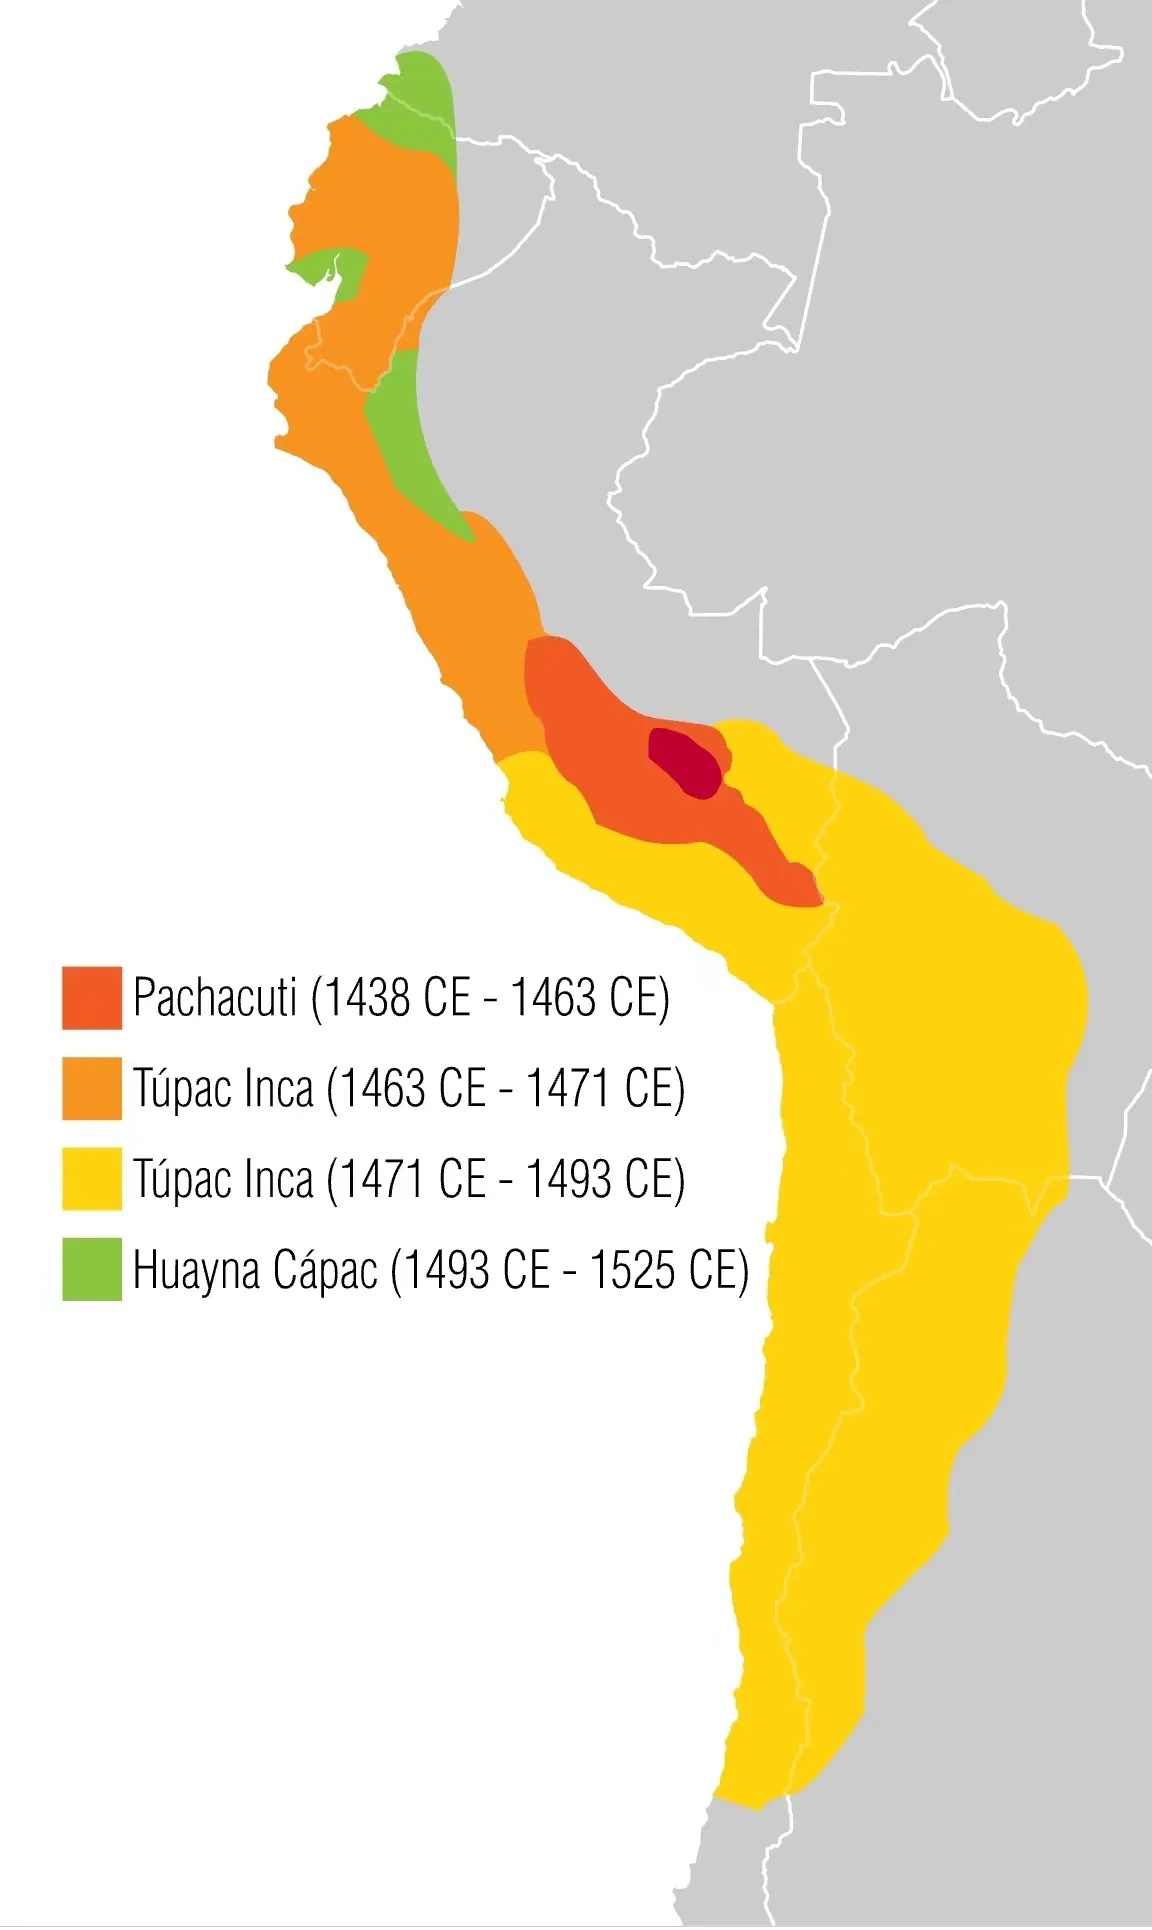 Pachacuti (1438 CE - 1463 CE)
Túpac Inca (1463 CE - 1471 CE)
Túpac Inca (1471 CE - 1493 CE)
Huayna Cápac (1493 CE - 1525 CE)